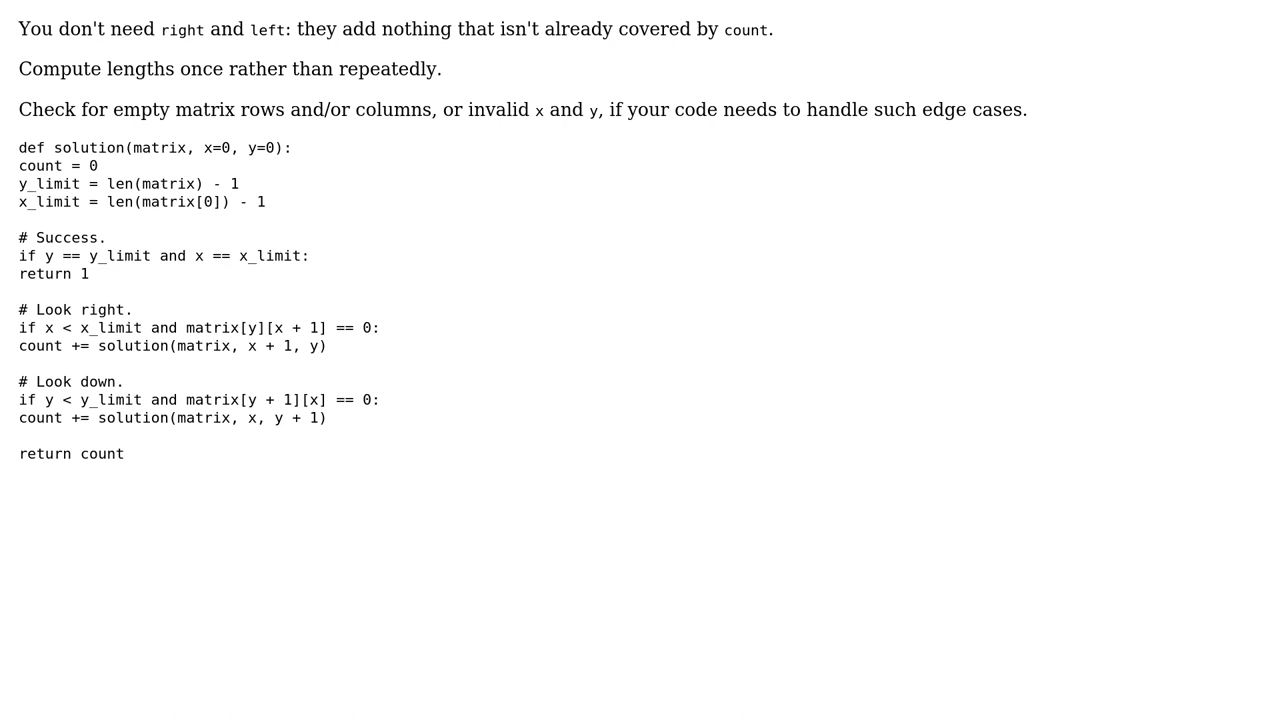 You don't need right and left: they add nothing that isn't already covered by count.
Compute lengths once rather than repeatedly.
Check for empty matrix rows and/or columns, or invalid x and y, if your code needs to handle such edge cases.
def solution(matrix, x=0, y=0):
count = 0
y_limit = len(matrix) - 1
x_limit = len(matrix[0]) - 1
# Success.
if y == y_limit and x == x_limit:
return 1
# Look right.
if x < x_limit and matrix[y][x + 1] == 0:
count += solution(matrix, x + 1, y)
# Look down.
if y < y_limit and matrix[y + 1][x] == 0:
count += solution(matrix, x, y + 1)
return count